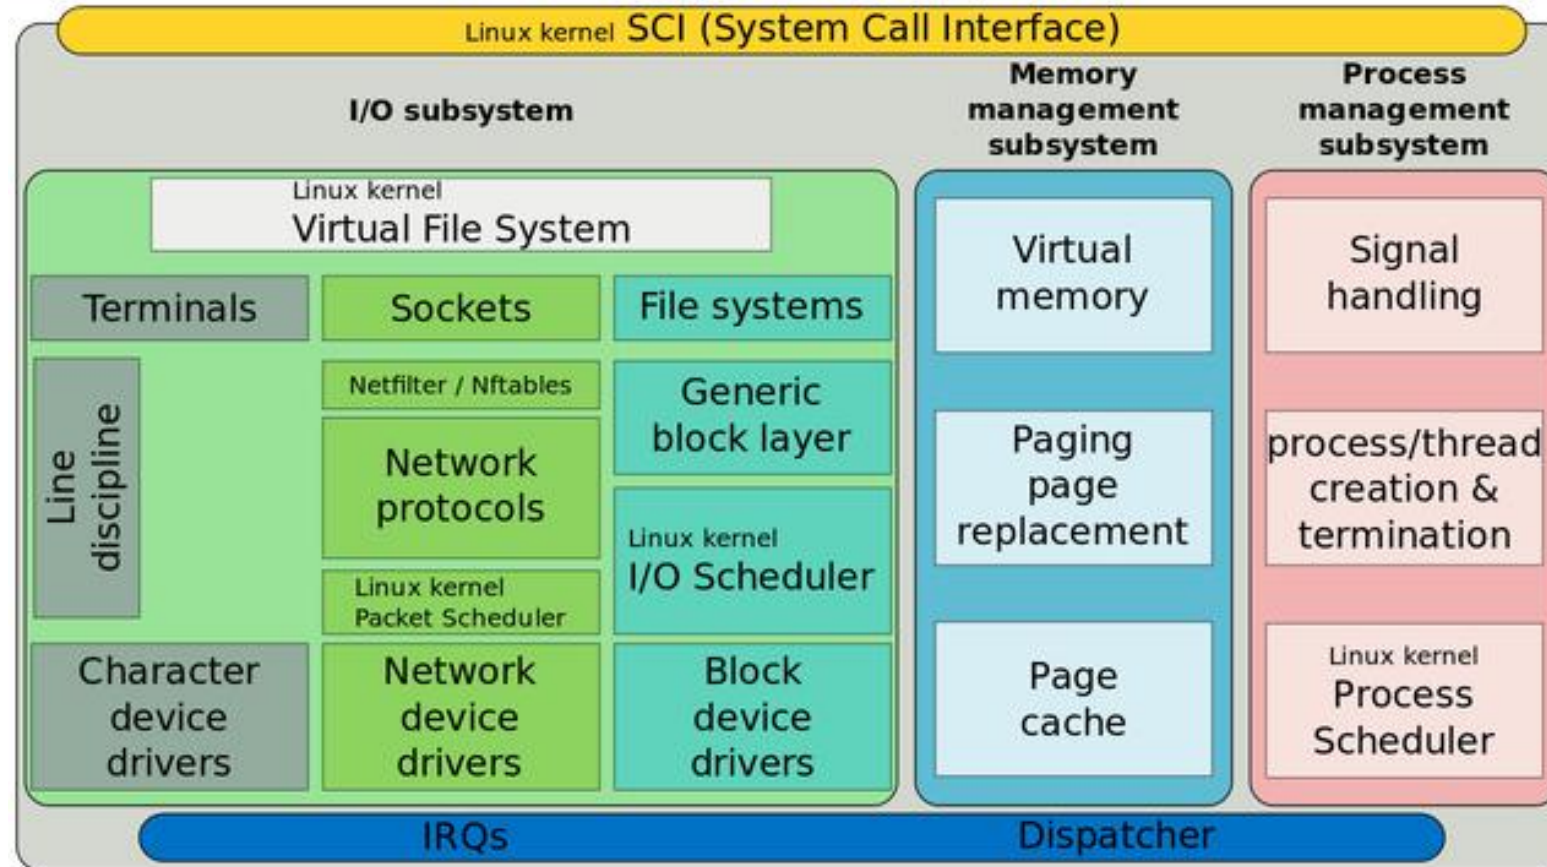 Linux kernel SCI (System Call Interface)
I/O subsystem
Memory
management
subsystem
Process
management
subsystem
Linux kernel
Virtual File System
Terminals
Sockets
File systems
Line
discipline
Netfilter / Nftables
Network
protocols
Linux kernel
Packet Scheduler
Generic
block layer
Linux kernel
I/O Scheduler
Character
device
drivers
Network
device
drivers
Block
device
drivers
Virtual
memory
Paging
page
replacement
Page
cache
Signal
handling
process/thread
creation &
termination
Linux kernel
Process
Scheduler
IRQs
Dispatcher